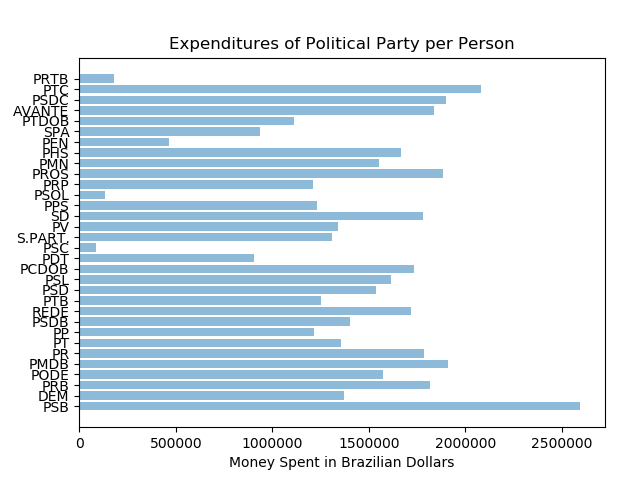 Expenditures of Political Party per Person
PRTB
PTC
PSDC
AVANTE
PTDOB
SPA
PEN
PHS
PMN
PROS
PRP
PSOL
PPS
SD
PV
S.PART.
PSC
PDT
PCDOB
PSL
PSD
PTB
REDE
PSDB
PP
PT
PR
PMDB
PODE
PRB
DEM
PSB
0 500000 1000000 1500000 2000000 2500000
Money Spent in Brazilian Dollars